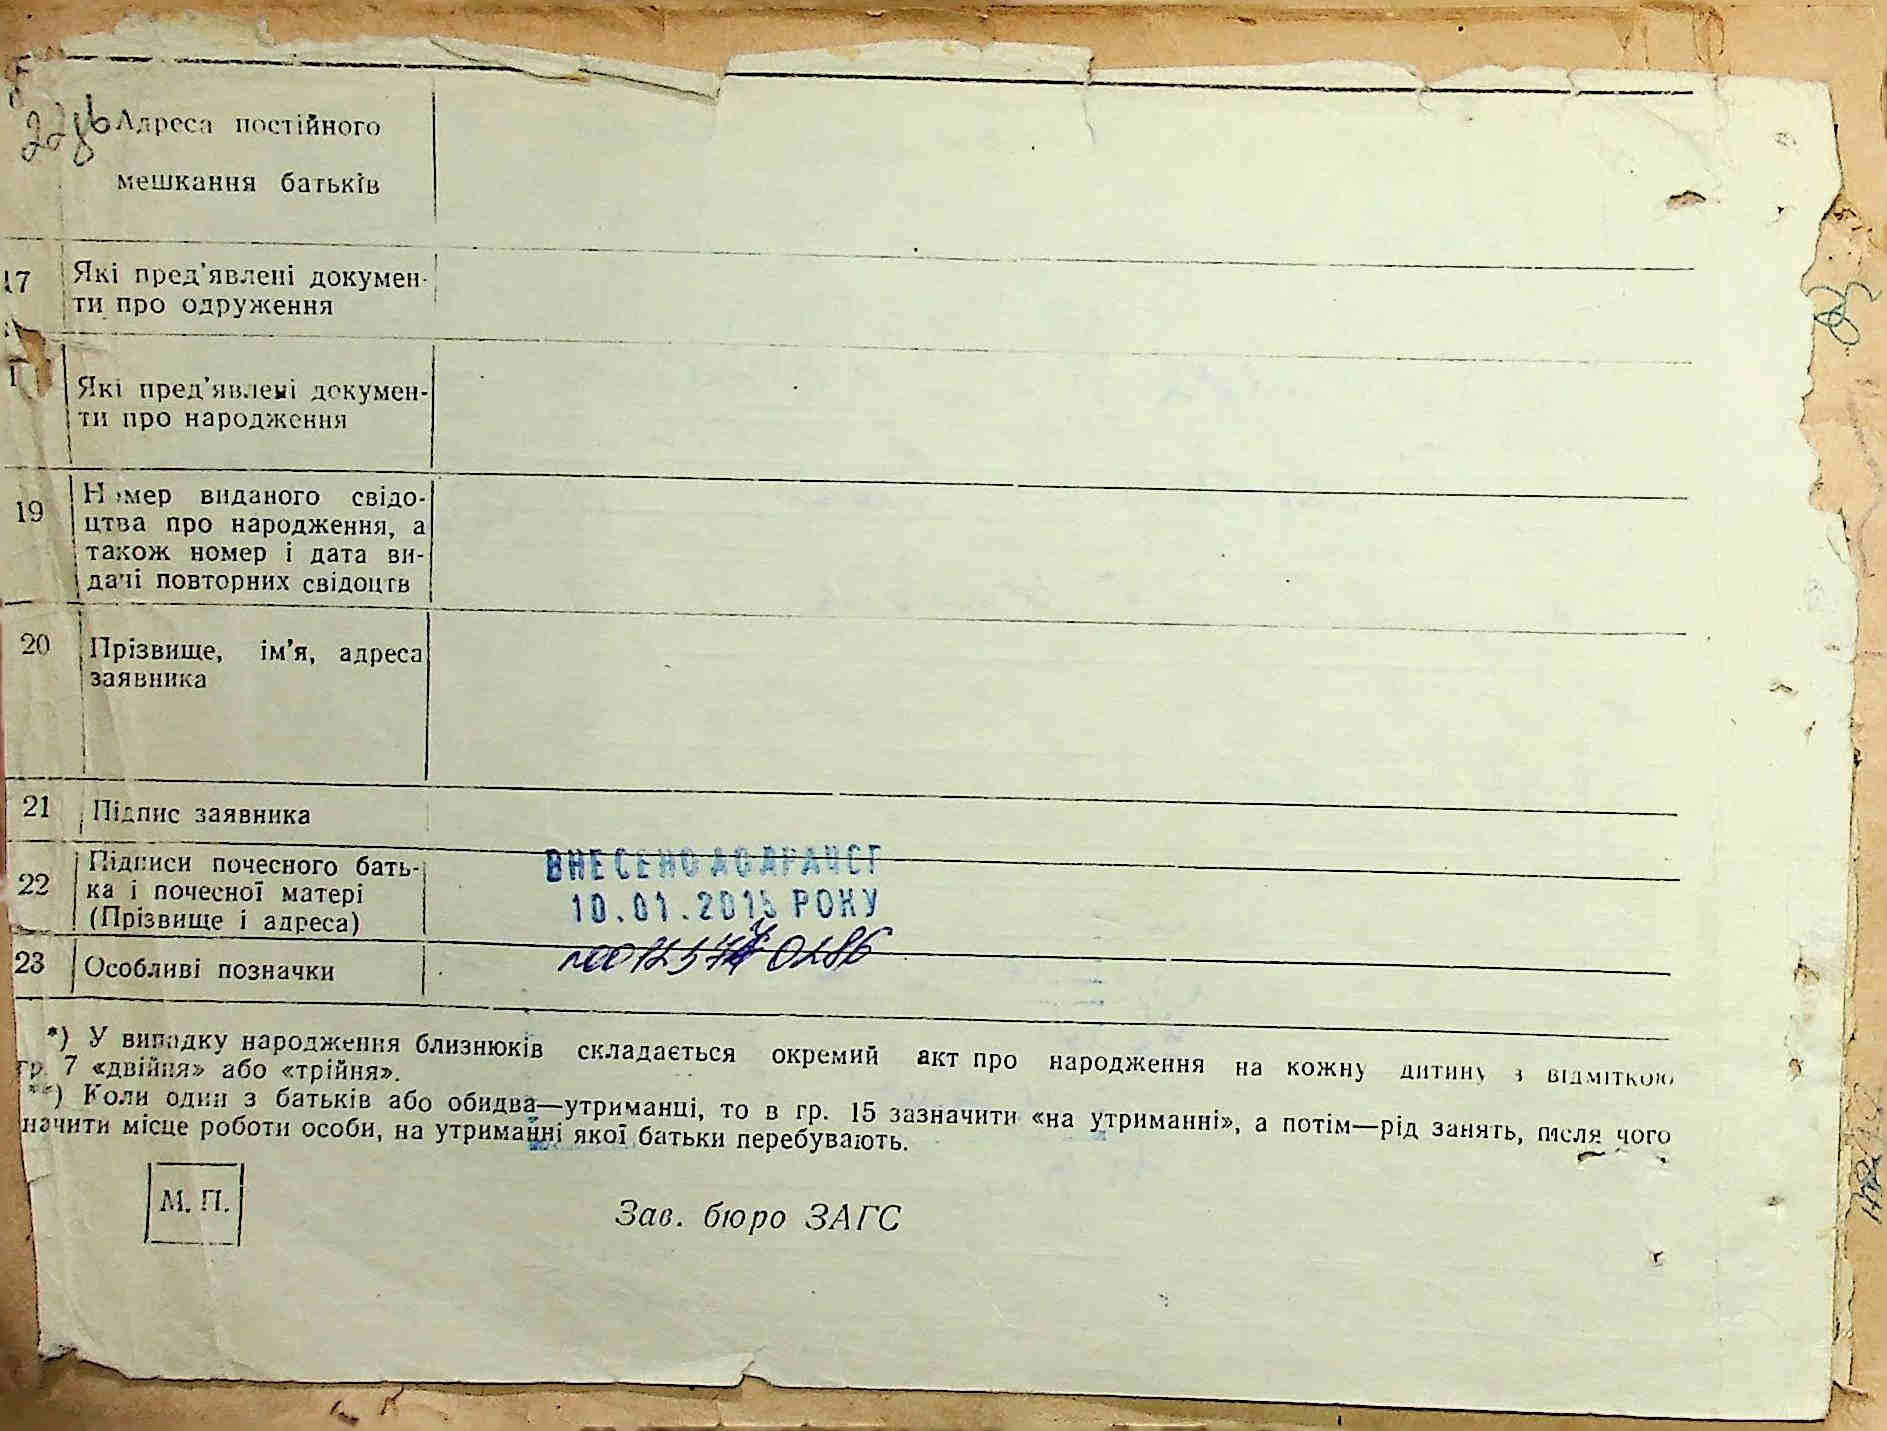 Адреса постійного
мешкання батьків
17 Які пред'явлені докумен-
ти про одруження
Які пред'явлені докумен-
ти про народження
19 Номер виданого свідо-
цтва про народження, а
також номер і дата ви-
дачі повторних свідоцтв
20 Прізвище, ім'я, адреса
заявника
21 Підпис заявника
22 Підписи почесного бать-
ка і почесної матері
(Прізвище і адреса)
ВНЕСЕНО ДО ДРАЦСГ
10.01.2015 РОКУ
23 Особливі позначки
*) У випадку народження близнюків складається окремий акт про народження на кожну дитину з відміткою
гр. 7 «двійня» або «трійня».
**) Коли один з батьків або обидва—утриманці, то в гр. 15 зазначити «на утриманні», а потім—рід занять, після чого
начити місце роботи особи, на утриманні якої батьки перебувають.
М. П.
Зав. бюро ЗАГС